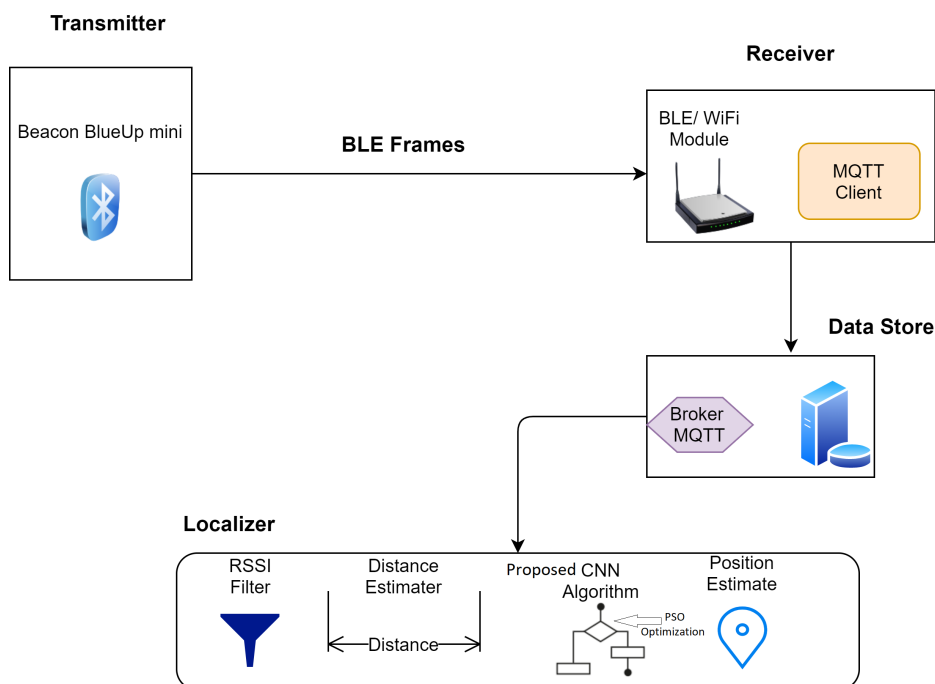 Transmitter
Receiver
Beacon BlueUp mini
BLE Frames
BLE/ WiFi
Module
MQTT
Client
Data Store
Broker
MQTT
Localizer
RSSI
Filter
Distance
Estimater
Distance
Proposed CNN
Algorithm
PSO
Optimization
Position
Estimate